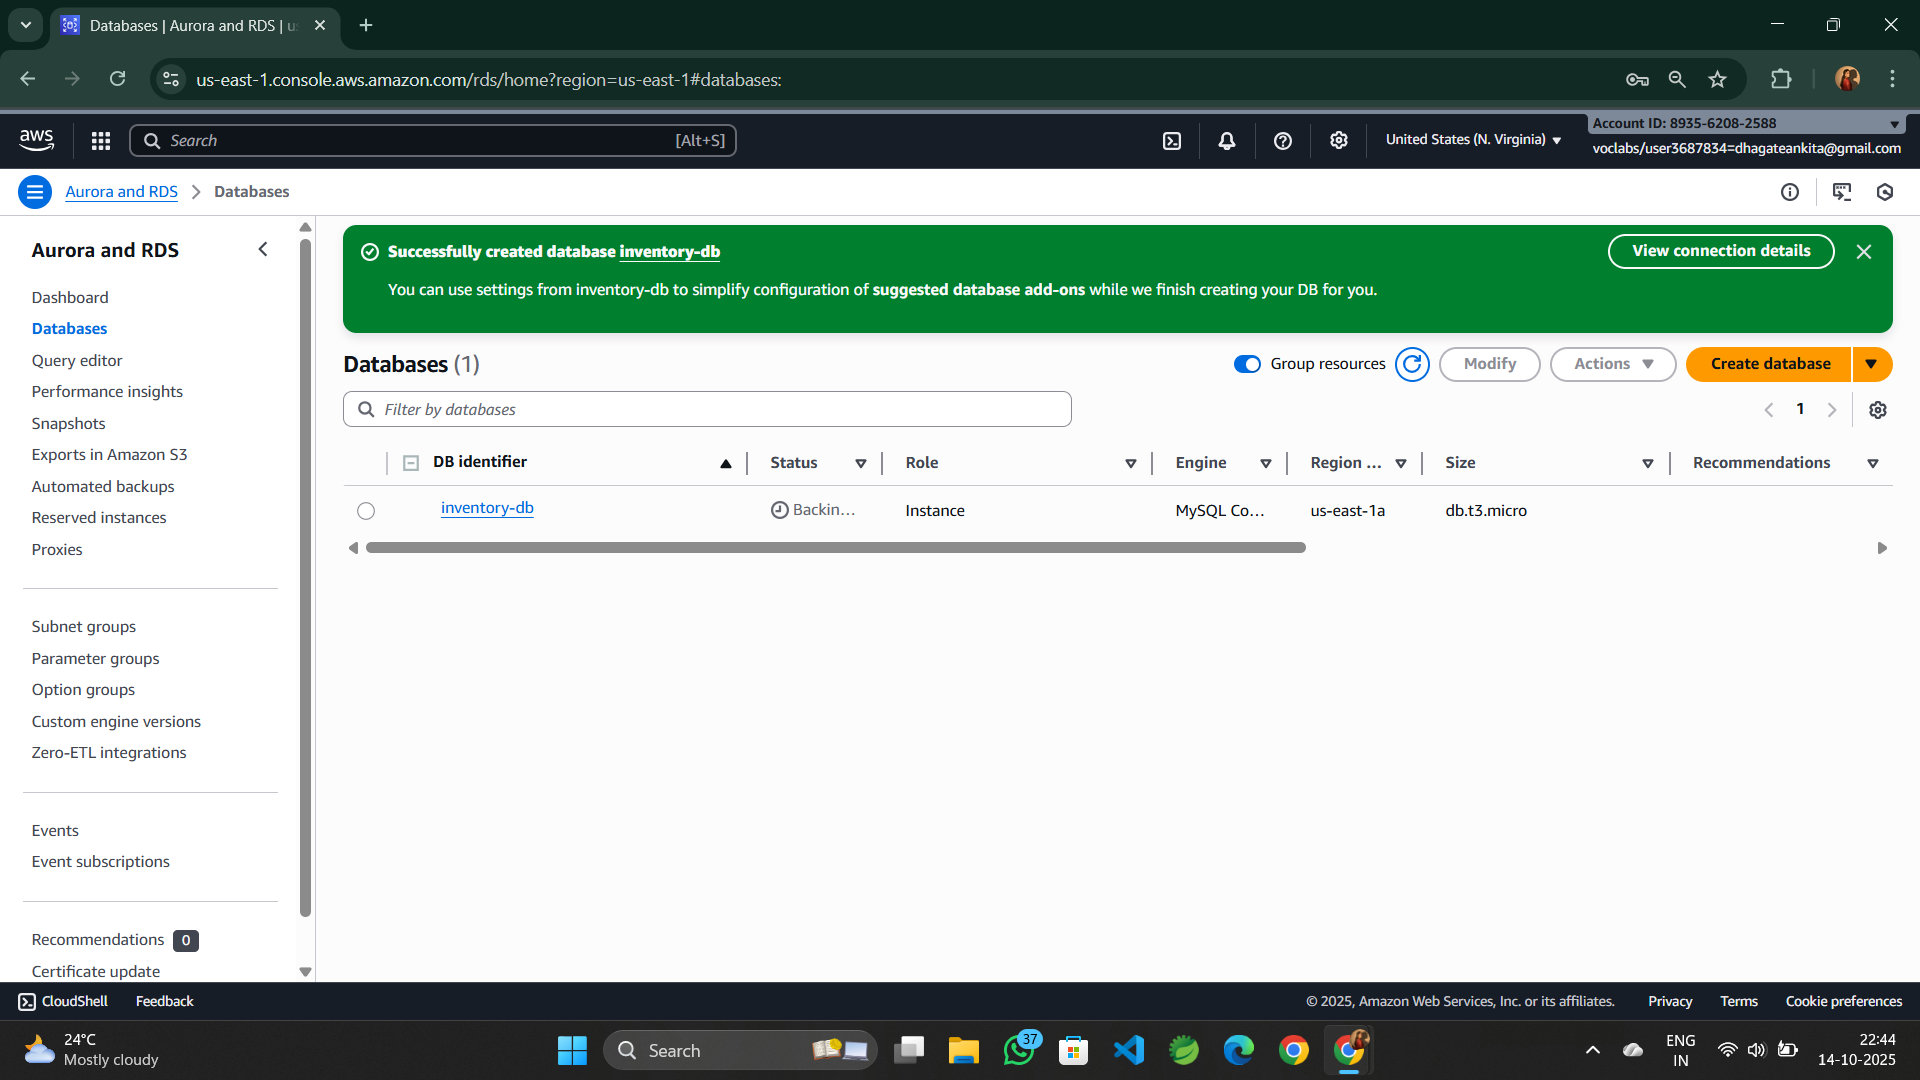 Databases | Aurora and RDS | us
us-east-1.console.aws.amazon.com/rds/home?region=us-east-1#databases:
aws
Search
[Alt+S]
United States (N. Virginia)
Account ID: 8935-6208-2588
voclabs/user3687834=dhagateankita@gmail.com
Aurora and RDS
Databases
Aurora and RDS
Dashboard
Databases
Query editor
Performance insights
Snapshots
Exports in Amazon S3
Automated backups
Reserved instances
Proxies
Subnet groups
Parameter groups
Option groups
Custom engine versions
Zero-ETL integrations
Events
Event subscriptions
Recommendations 0
Certificate update
Successfully created database inventory-db
View connection details
You can use settings from inventory-db to simplify configuration of suggested database add-ons while we finish creating your DB for you.
Databases (1)
Group resources
Modify
Actions
Create database
Filter by databases
1
DB identifier
Status
Role
Engine
Region ...
Size
Recommendations
inventory-db
Backin...
Instance
MySQL Co...
us-east-1a
db.t3.micro
CloudShell
Feedback
© 2025, Amazon Web Services, Inc. or its affiliates.
Privacy
Terms
Cookie preferences
24°C
Mostly cloudy
Search
37
ENG
IN
22:44
14-10-2025